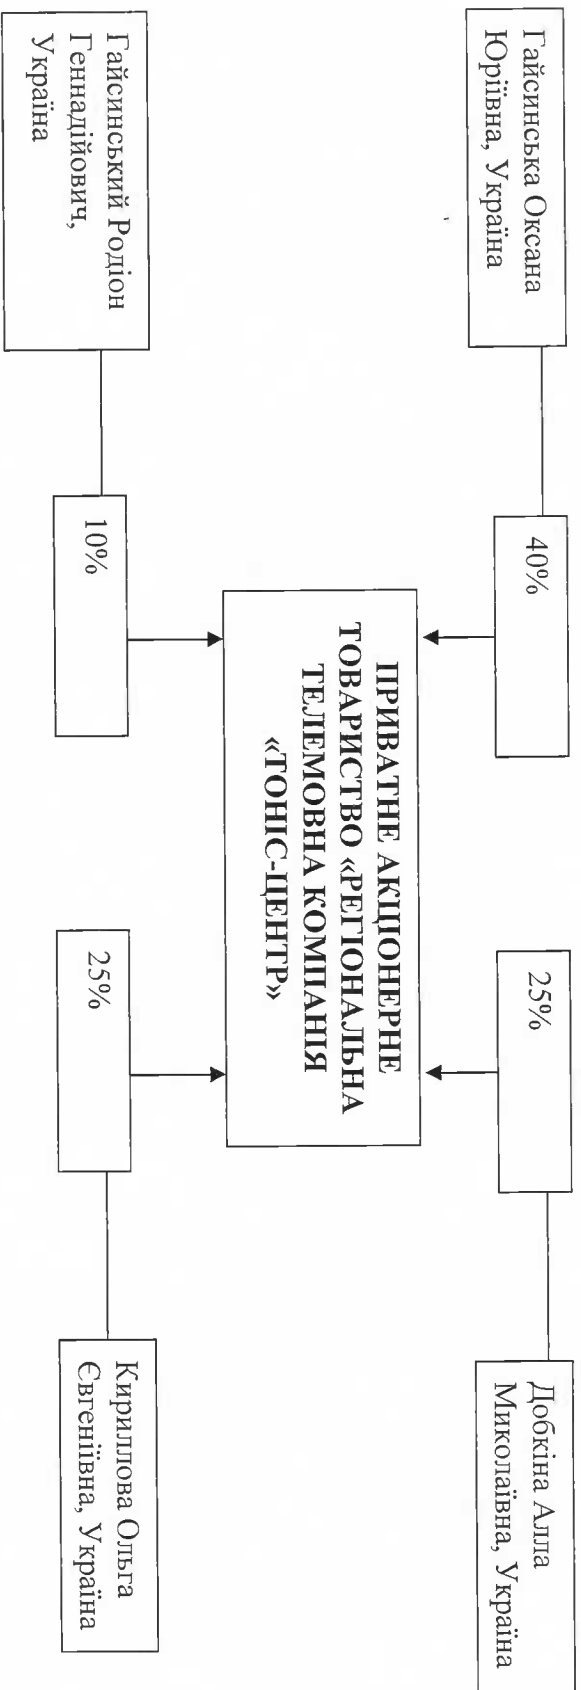 Гайсинська Оксана
Юріївна, Україна
40%
25%
Добкіна Алла
Миколаївна, Україна
ПРИВАТНЕ АКЦІОНЕРНЕ
ТОВАРИСТВО «РЕГІОНАЛЬНА
ТЕЛЕМОВНА КОМПАНІЯ
«ТОНІС-ЦЕНТР»
Гайсинський Родіон
Геннадійович,
Україна
10%
25%
Кириллова Ольга
Євгеніївна, Україна